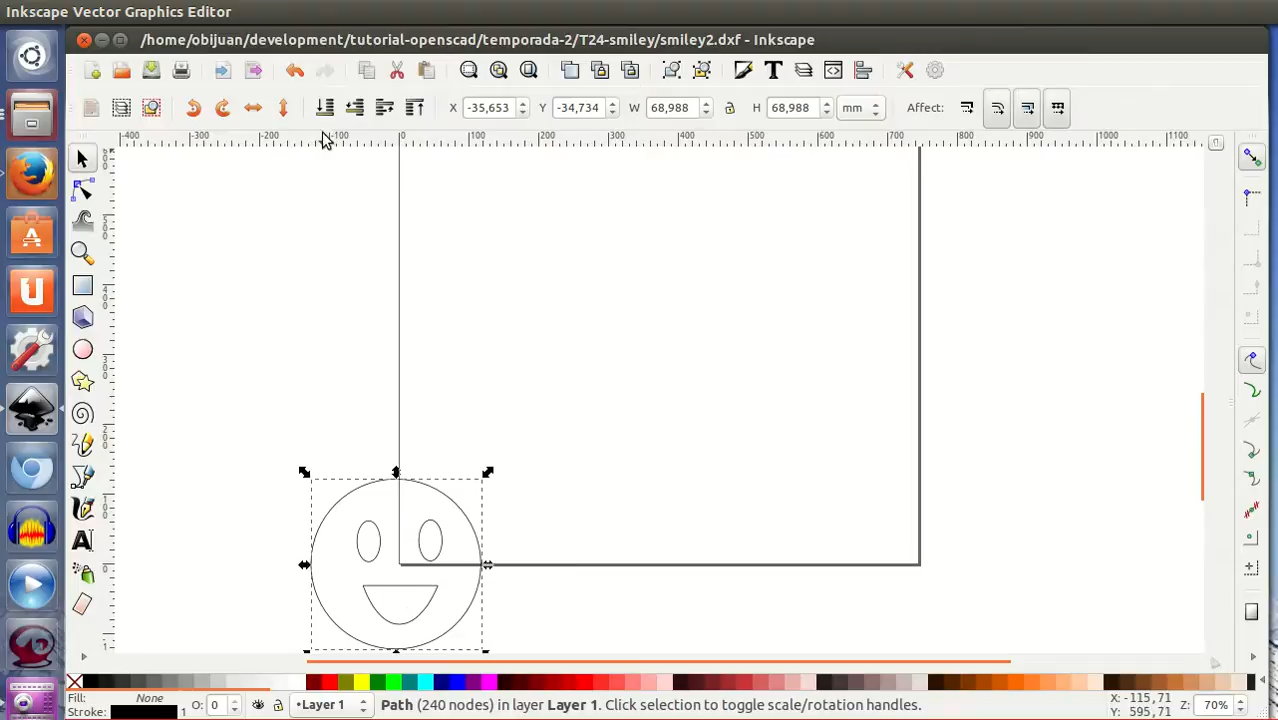 Inkscape Vector Graphics Editor
/home/obijuan/development/tutorial-openscad/temporada-2/T24-smiley/smiley2.dxf - Inkscape
X -35,653 Y -34,734 W 68,988 H 68,988 mm Affect:
-400 -300 -200 -100 0 100 200 300 400 500 600 700 800 900 1000 1100
Fill: None O: 0 •Layer 1 Path (240 nodes) in layer Layer 1. Click selection to toggle scale/rotation handles. X: -115,71 Z: 70%
Stroke: 1 Y: 595,71